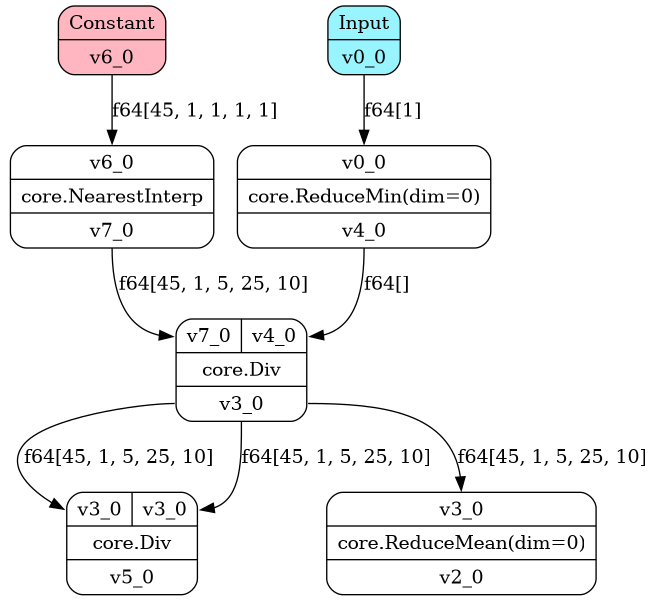 Constant
v6_0
Input
v0_0
f64[45, 1, 1, 1, 1]
f64[1]
v6_0
core.NearestInterp
v7_0
v0_0
core.ReduceMin(dim=0)
v4_0
f64[45, 1, 5, 25, 10]
f64[]
v7_0 v4_0
core.Div
v3_0
f64[45, 1, 5, 25, 10]
f64[45, 1, 5, 25, 10]
f64[45, 1, 5, 25, 10]
v3_0 v3_0
core.Div
v5_0
v3_0
core.ReduceMean(dim=0)
v2_0